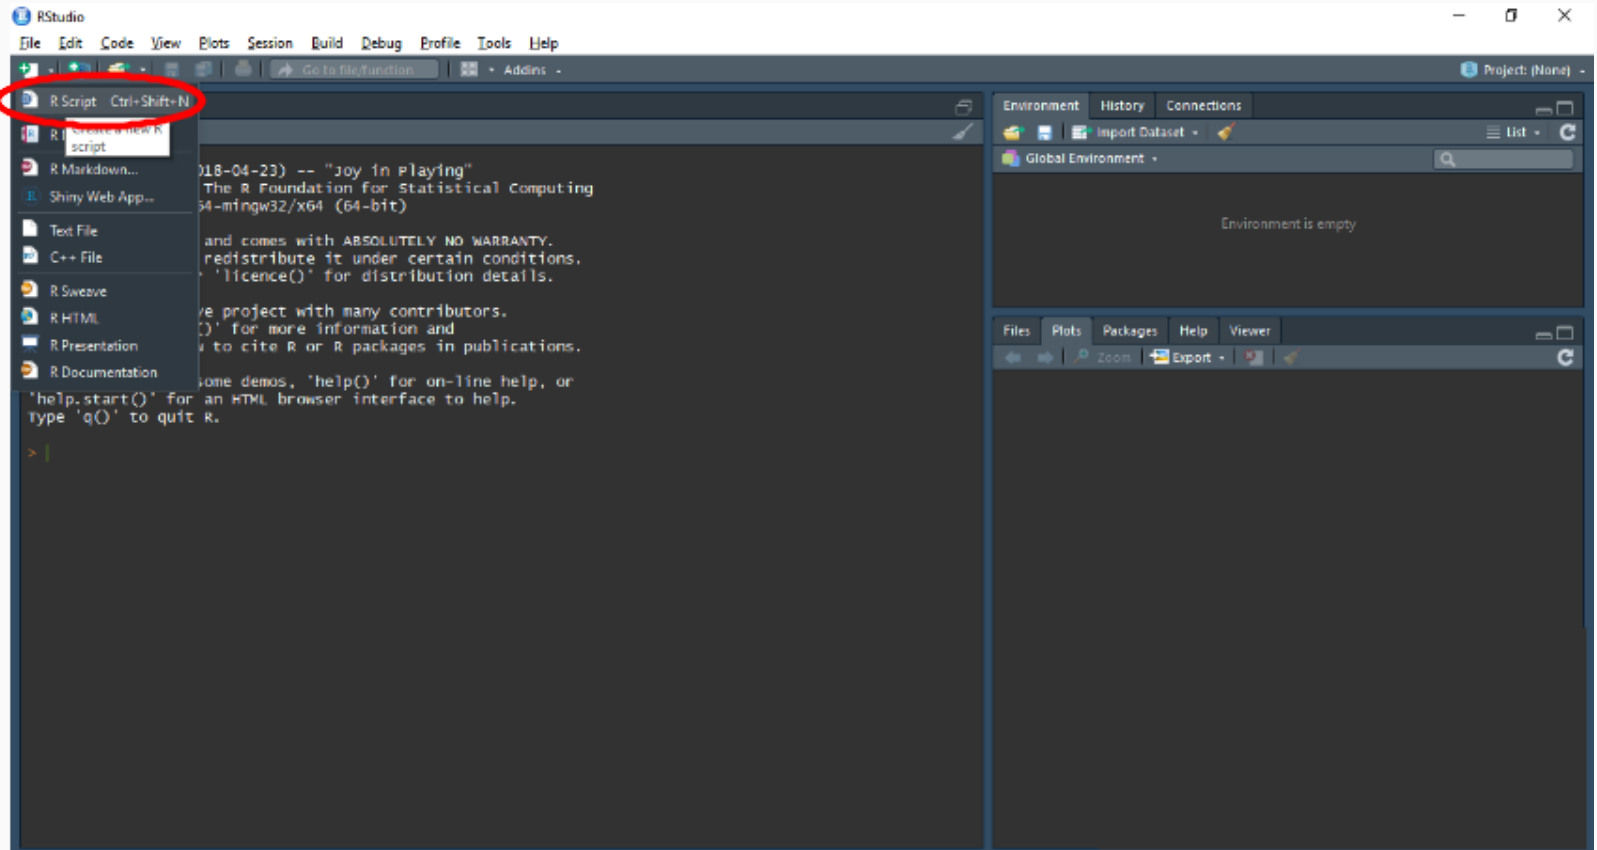 RStudio
File Edit Code View Plots Session Build Debug Profile Tools Help
Go to file/function Addins Project: (None)
R Script Ctrl+Shift+N
R
Create a new R
script
R Markdown...
Shiny Web App...
Text File
C++ File
R Sweave
R HTML
R Presentation
R Documentation
018-04-23) -- "Joy in Playing"
The R Foundation for Statistical Computing
64-mingw32/x64 (64-bit)
and comes with ABSOLUTELY NO WARRANTY.
redistribute it under certain conditions.
'licence()' for distribution details.
ve project with many contributors.
()' for more information and
to cite R or R packages in publications.
some demos, 'help()' for on-line help, or
'help.start()' for an HTML browser interface to help.
Type 'q()' to quit R.
>
Environment History Connections
Import Dataset List
Global Environment
Environment is empty
Files Plots Packages Help Viewer
Zoom Export